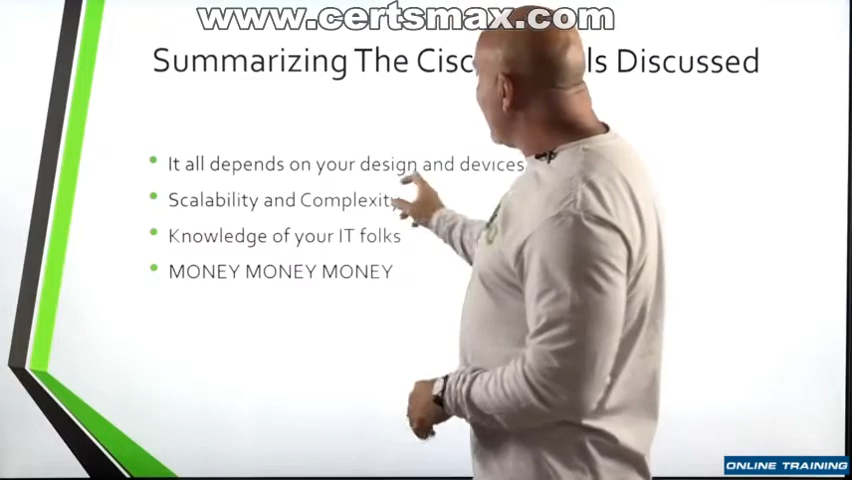 www.certsmax.com
Summarizing The Cisc ls Discussed
It all depends on your design and devices
Scalability and Complexity
Knowledge of your IT folks
MONEY MONEY MONEY
ONLINE TRAINING